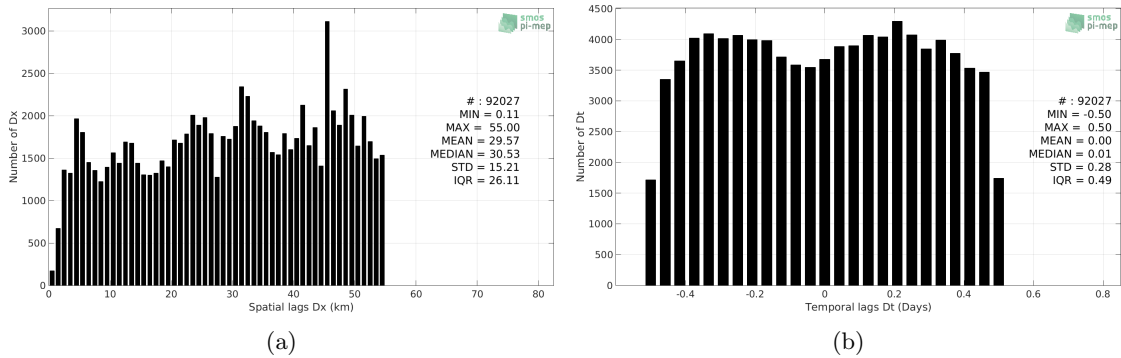 3000
2500
2000
1500
1000
500
0
0 10 20 30 40 50 60 70 80
Number of Dx
Spatial lags Dx (km)
smos
pi-mep
# : 92027
MIN = 0.11
MAX = 55.00
MEAN = 29.57
MEDIAN = 30.53
STD = 15.21
IQR = 26.11
(a)
4500
4000
3500
3000
2500
2000
1500
1000
500
0
-0.4 -0.2 0 0.2 0.4 0.6 0.8
Number of Dt
Temporal lags Dt (Days)
smos
pi-mep
# : 92027
MIN = -0.50
MAX = 0.50
MEAN = 0.00
MEDIAN = 0.01
STD = 0.28
IQR = 0.49
(b)